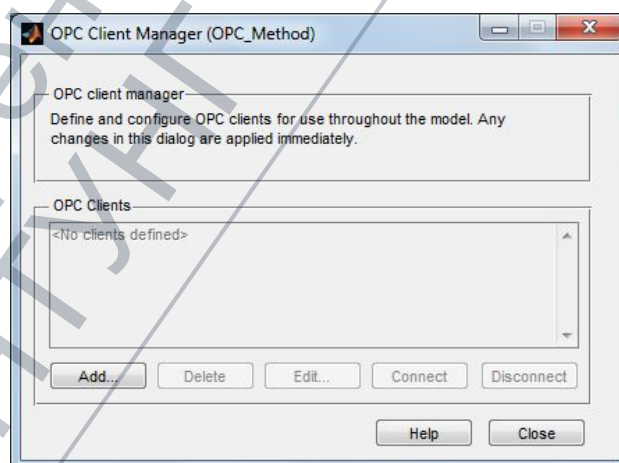 OPC Client Manager (OPC_Method)
OPC client manager
Define and configure OPC clients for use throughout the model. Any
changes in this dialog are applied immediately.
OPC Clients
<No clients defined>
Add... Delete Edit... Connect Disconnect
Help Close